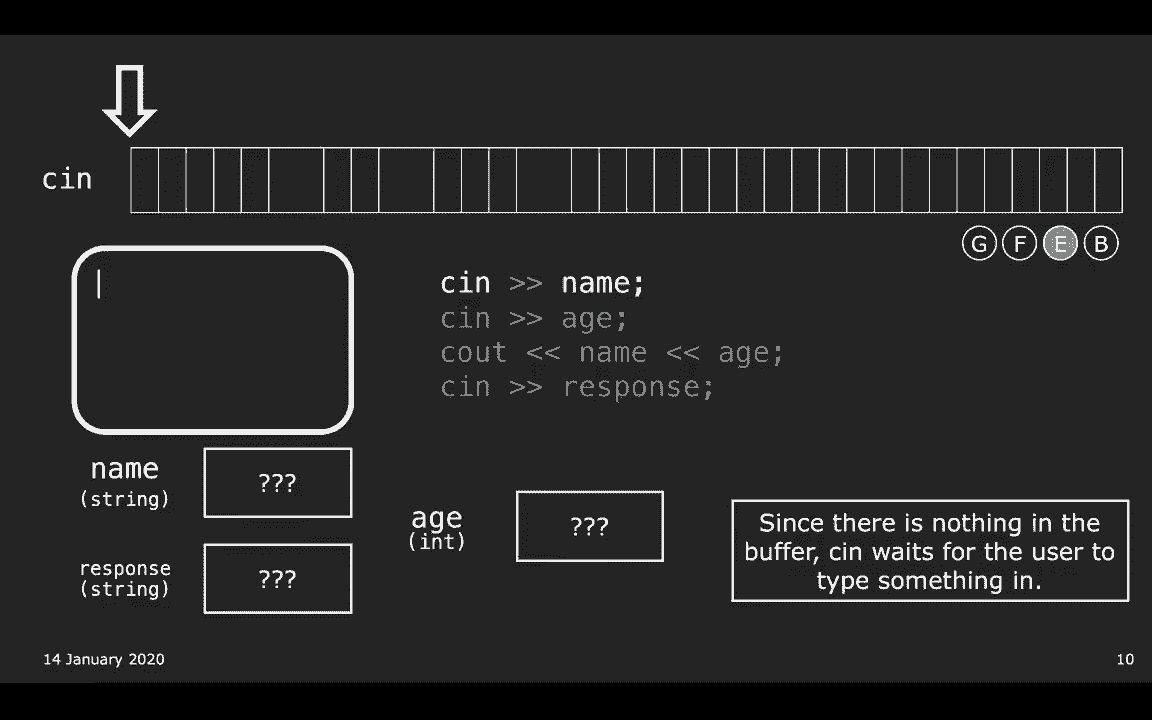 cin
G F E B
cin >> name;
cin >> age;
cout << name << age;
cin >> response;
name
(string)
???
age
(int)
???
response
(string)
???
Since there is nothing in the
buffer, cin waits for the user to
type something in.
14 January 2020
10